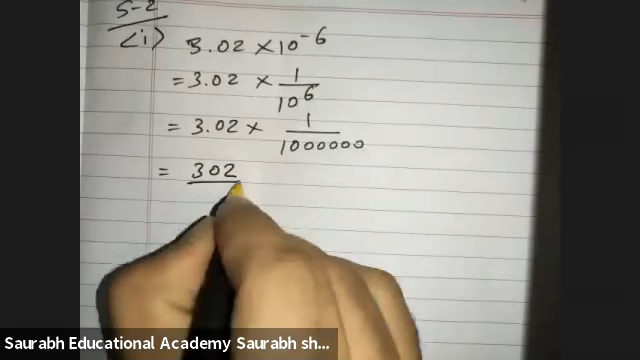 S-2
(i) 3.02 × 10⁻⁶
= 3.02 × 1/10⁶
= 3.02 × 1/1000000
= 302
Saurabh Educational Academy Saurabh sh...